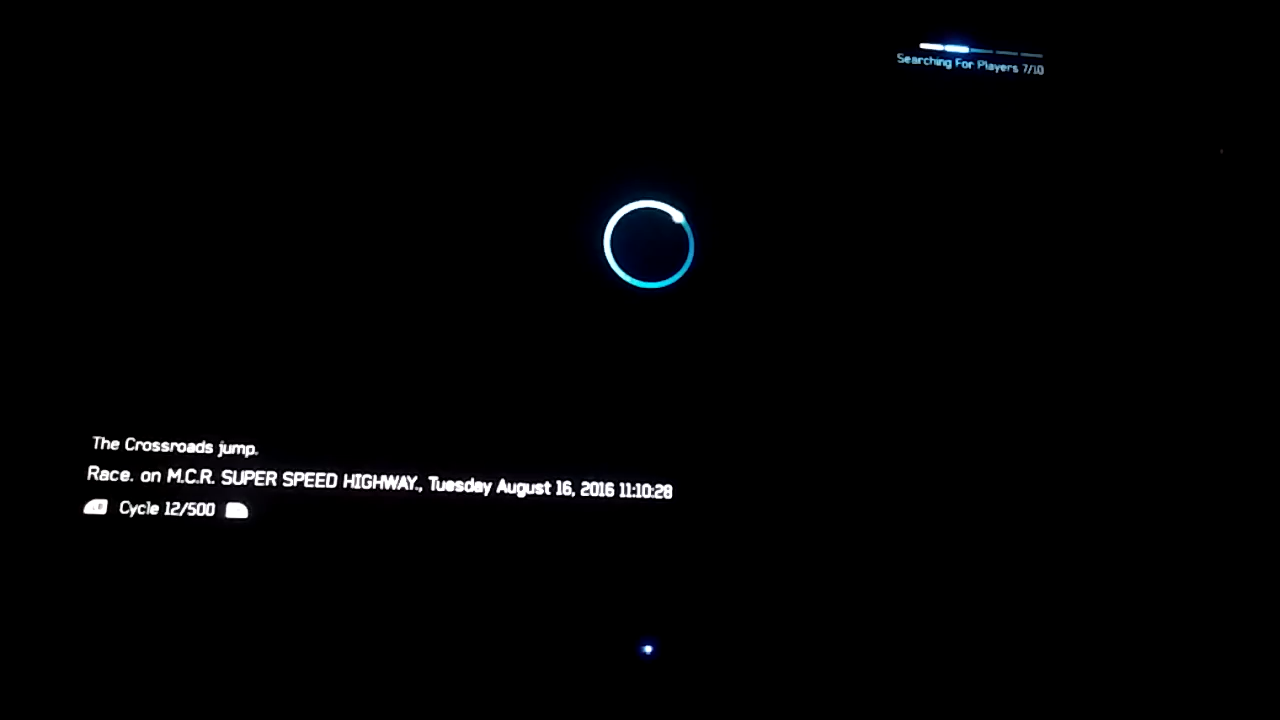 Searching For Players 7/10
The Crossroads jump.
Race. on M.C.R. SUPER SPEED HIGHWAY., Tuesday August 16, 2016 11:10:28
Cycle 12/500